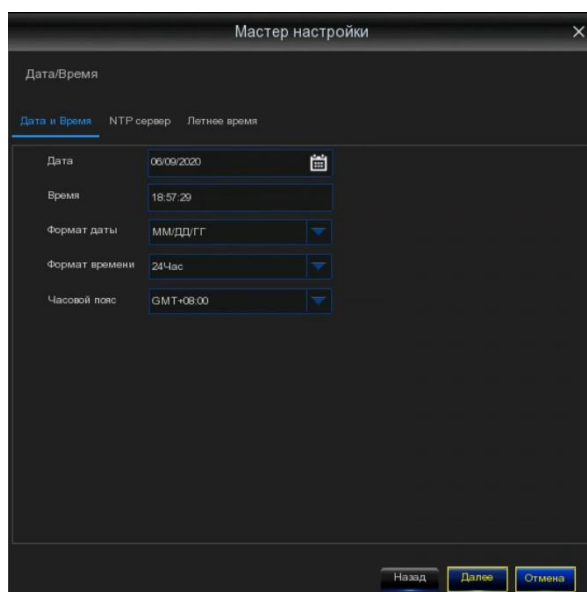 Мастер настройки
Дата/Время
Дата и Время NTP сервер Летнее время
Дата 06/09/2020
Время 18:57:29
Формат даты ММ/ДД/ГГ
Формат времени 24Час
Часовой пояс GMT+08:00
Назад Далее Отмена